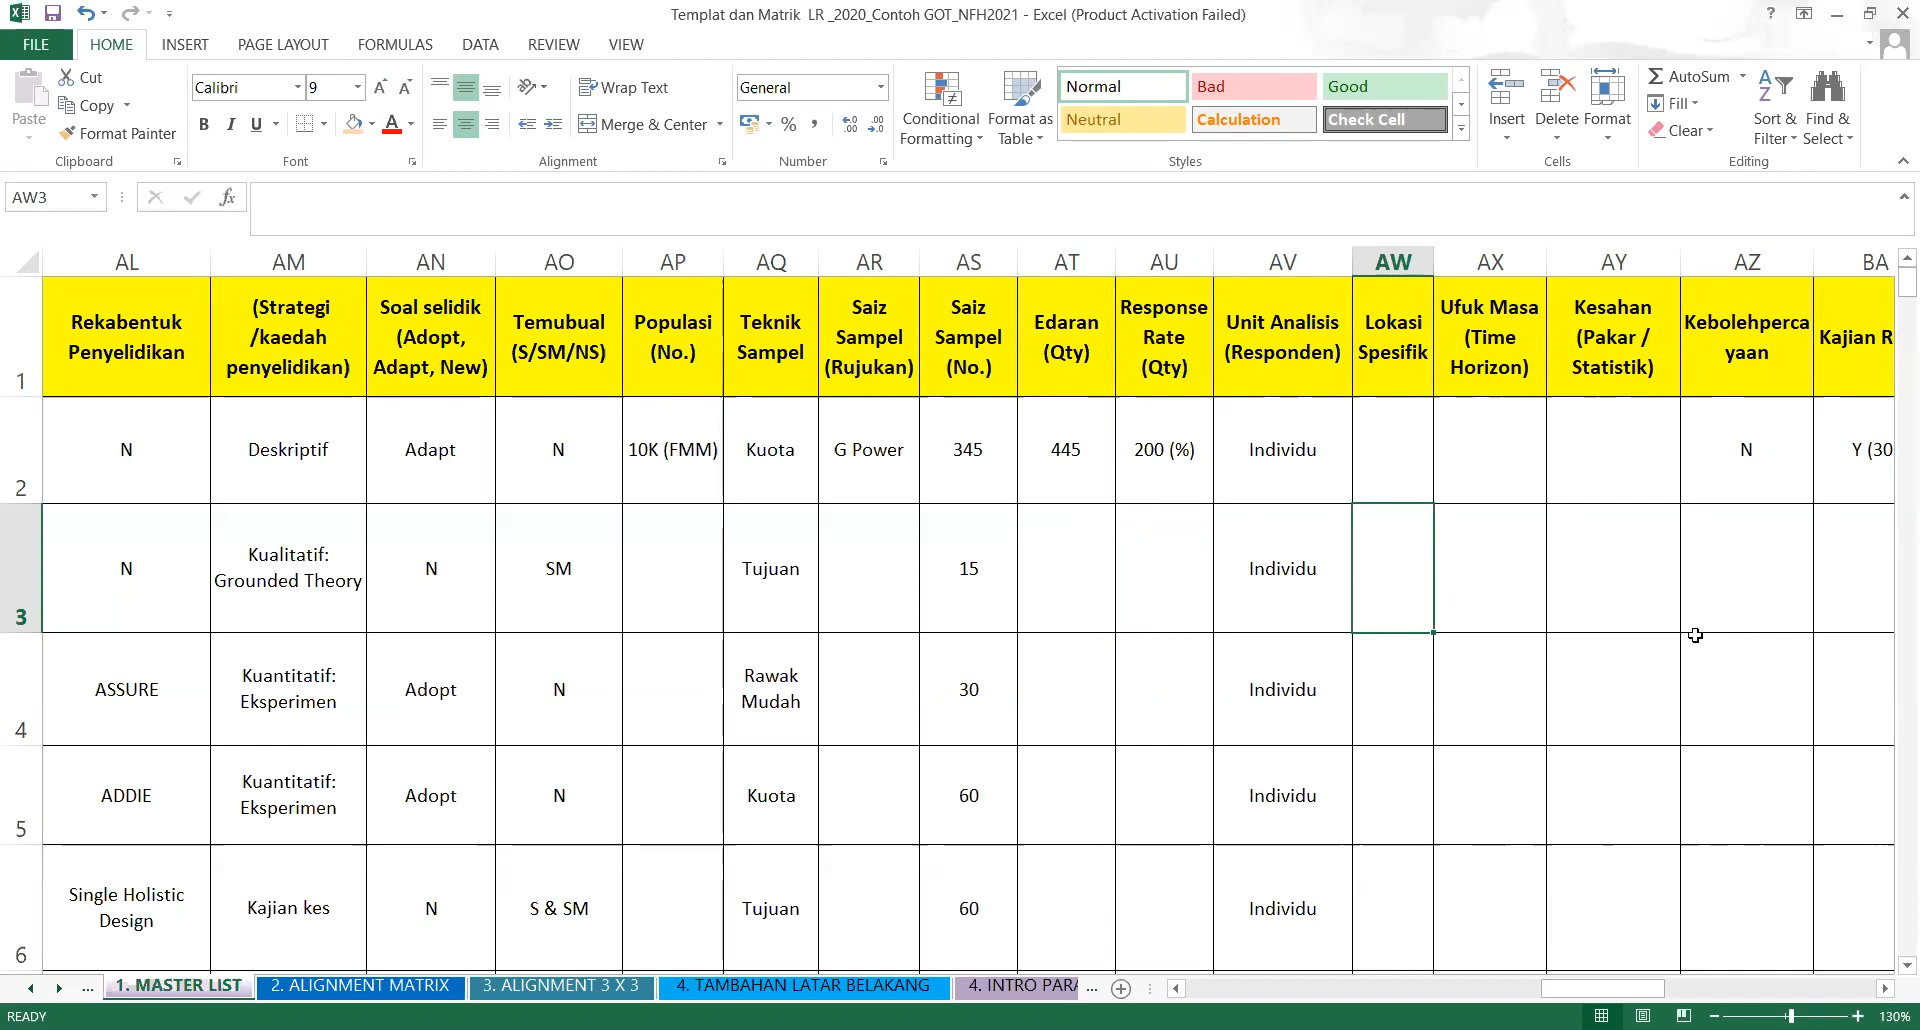 Templat dan Matrik LR _2020_Contoh GOT_NFH2021 - Excel (Product Activation Failed)
?
FILE HOME INSERT PAGE LAYOUT FORMULAS DATA REVIEW VIEW
Paste
Cut
Copy
Format Painter
Clipboard
Calibri 9 A A
B I U A
Font
Wrap Text
Merge & Center
Alignment
General
% , .0 .00 .00 .0
Number
Conditional Formatting
Format as Table
Normal Bad Good
Neutral Calculation Check Cell
Styles
Insert Delete Format
Cells
AutoSum
Fill
Clear
Sort & Filter
Find & Select
Editing
AW3 fx
AL AM AN AO AP AQ AR AS AT AU AV AW AX AY AZ BA
1
Rekabentuk
Penyelidikan
(Strategi
/kaedah
penyelidikan)
Soal selidik
(Adopt,
Adapt, New)
Temubual
(S/SM/NS)
Populasi
(No.)
Teknik
Sampel
Saiz
Sampel
(Rujukan)
Saiz
Sampel
(No.)
Edaran
(Qty)
Response
Rate
(Qty)
Unit Analisis
(Responden)
Lokasi
Spesifik
Ufuk Masa
(Time
Horizon)
Kesahan
(Pakar /
Statistik)
Kebolehperca
yaan
Kajian R
2 N Deskriptif Adapt N 10K (FMM) Kuota G Power 345 445 200 (%) Individu N Y (30
3 N
Kualitatif:
Grounded Theory
N SM Tujuan 15 Individu
4 ASSURE
Kuantitatif:
Eksperimen
Adopt N
Rawak
Mudah
30 Individu
5 ADDIE
Kuantitatif:
Eksperimen
Adopt N Kuota 60 Individu
6
Single Holistic
Design
Kajian kes N S & SM Tujuan 60 Individu
... 1. MASTER LIST 2. ALIGNMENT MATRIX 3. ALIGNMENT 3 X 3 4. TAMBAHAN LATAR BELAKANG 4. INTRO PARA ...
READY 130%